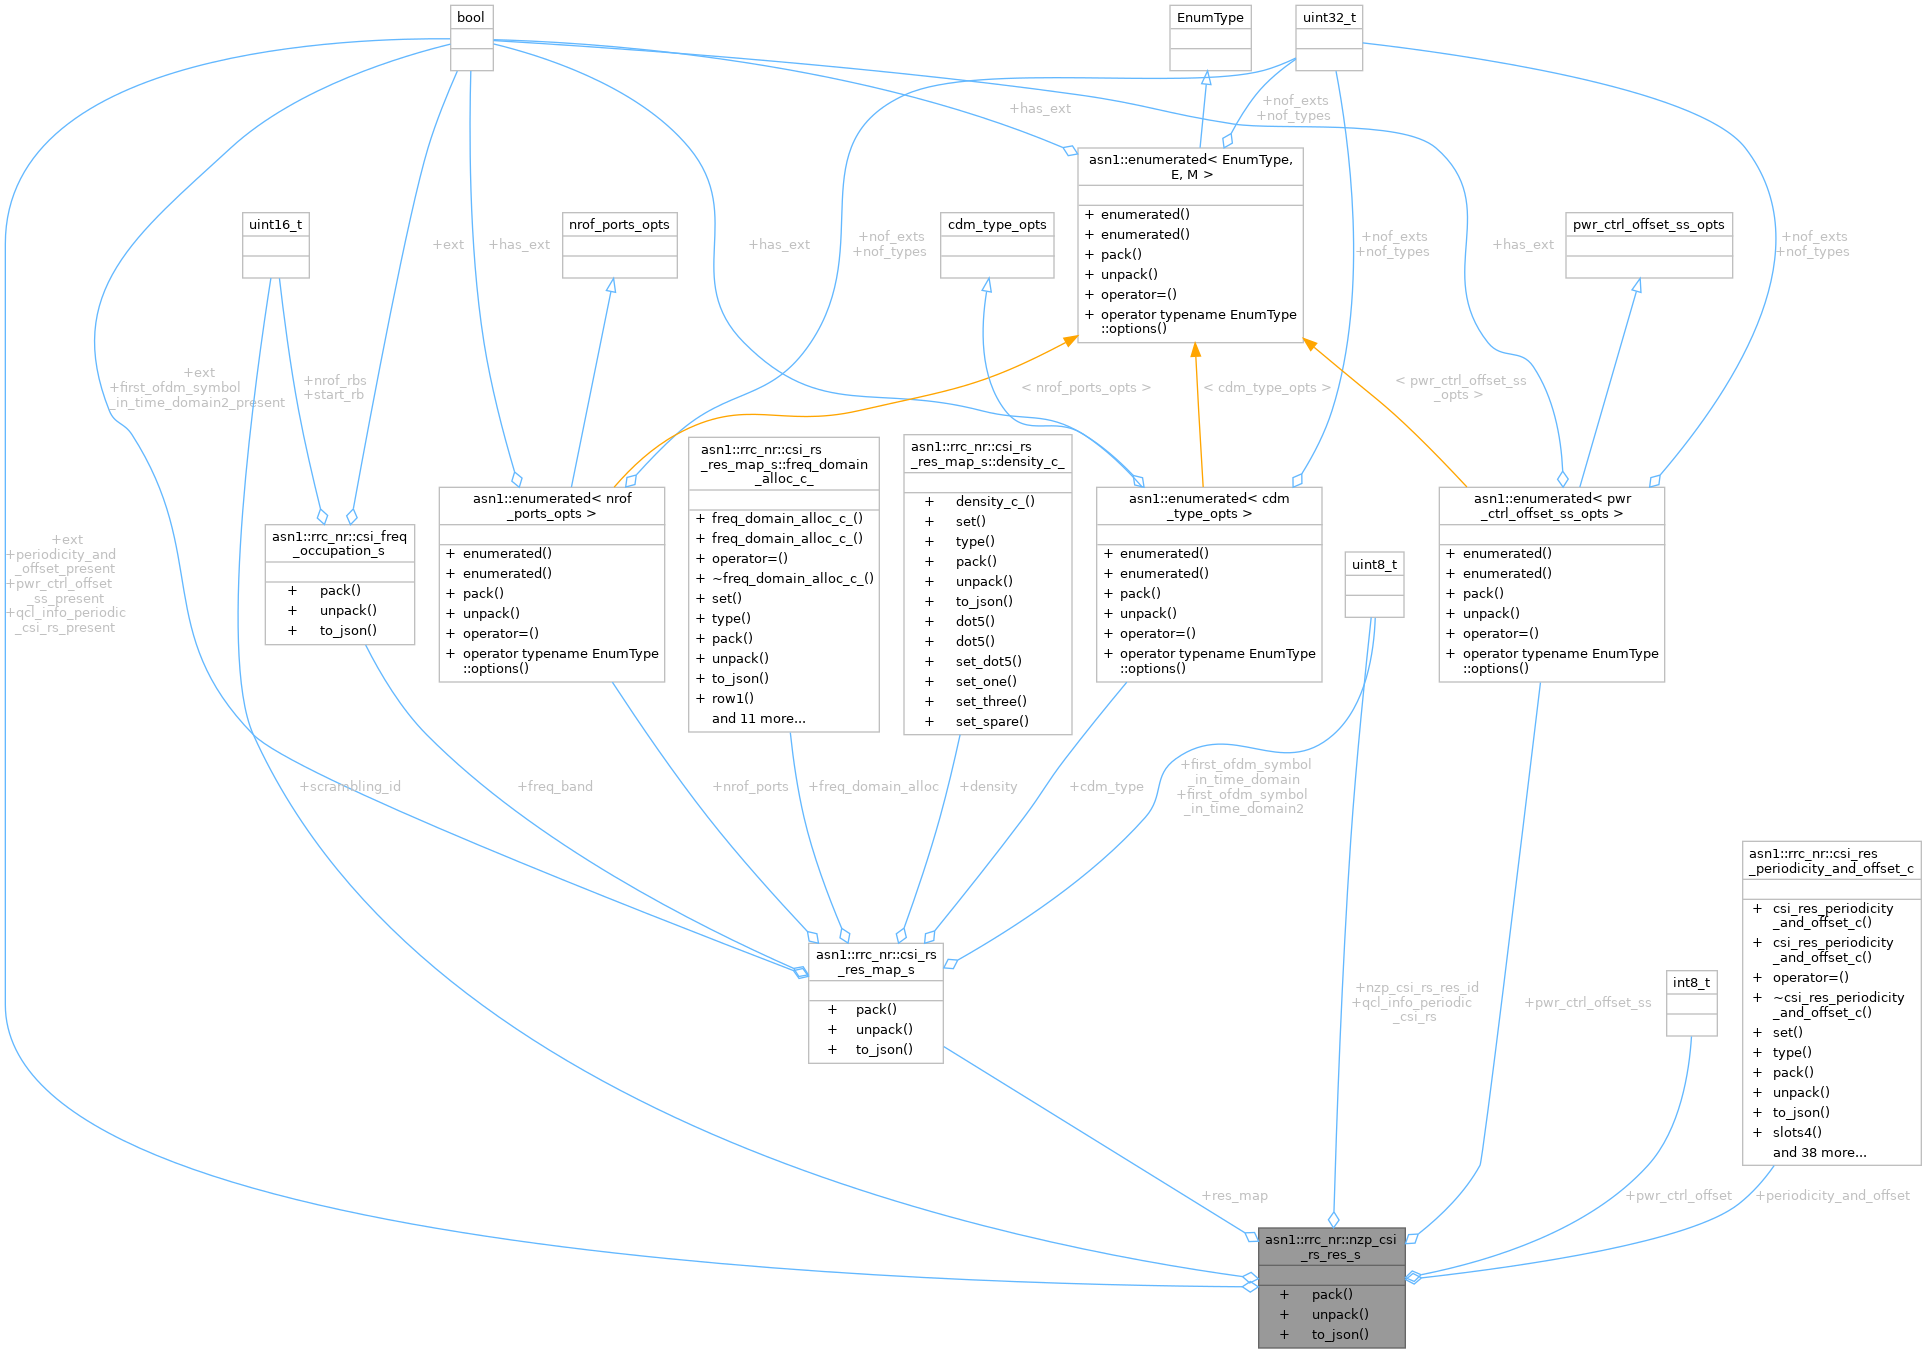 bool
EnumType
uint32_t
+has_ext
+nof_exts
+nof_types
asn1::enumerated< EnumType,
E, M >
+ enumerated()
+ enumerated()
+ pack()
+ unpack()
+ operator=()
+ operator typename EnumType
::options()
uint16_t
+ext
+has_ext
nrof_ports_opts
+has_ext
+nof_exts
+nof_types
cdm_type_opts
+nof_exts
+nof_types
+has_ext
pwr_ctrl_offset_ss_opts
+nof_exts
+nof_types
+ext
+first_ofdm_symbol
_in_time_domain2_present
+nrof_rbs
+start_rb
< nrof_ports_opts >
< cdm_type_opts >
< pwr_ctrl_offset_ss
_opts >
+ext
+periodicity_and
_offset_present
+pwr_ctrl_offset
_ss_present
+qcl_info_periodic
_csi_rs_present
asn1::rrc_nr::csi_freq
_occupation_s
+ pack()
+ unpack()
+ to_json()
asn1::enumerated< nrof
_ports_opts >
+ enumerated()
+ enumerated()
+ pack()
+ unpack()
+ operator=()
+ operator typename EnumType
::options()
asn1::rrc_nr::csi_rs
_res_map_s::freq_domain
_alloc_c_
+ freq_domain_alloc_c_()
+ freq_domain_alloc_c_()
+ operator=()
+ ~freq_domain_alloc_c_()
+ set()
+ type()
+ pack()
+ unpack()
+ to_json()
+ row1()
and 11 more...
asn1::rrc_nr::csi_rs
_res_map_s::density_c_
+ density_c_()
+ set()
+ type()
+ pack()
+ unpack()
+ to_json()
+ dot5()
+ dot5()
+ set_dot5()
+ set_one()
+ set_three()
+ set_spare()
asn1::enumerated< cdm
_type_opts >
+ enumerated()
+ enumerated()
+ pack()
+ unpack()
+ operator=()
+ operator typename EnumType
::options()
uint8_t
asn1::enumerated< pwr
_ctrl_offset_ss_opts >
+ enumerated()
+ enumerated()
+ pack()
+ unpack()
+ operator=()
+ operator typename EnumType
::options()
+scrambling_id
+freq_band
+nrof_ports
+freq_domain_alloc
+density
+cdm_type
+first_ofdm_symbol
_in_time_domain
+first_ofdm_symbol
_in_time_domain2
asn1::rrc_nr::csi_rs
_res_map_s
+ pack()
+ unpack()
+ to_json()
+nzp_csi_rs_res_id
+qcl_info_periodic
_csi_rs
+pwr_ctrl_offset_ss
int8_t
asn1::rrc_nr::csi_res
_periodicity_and_offset_c
+ csi_res_periodicity
_and_offset_c()
+ csi_res_periodicity
_and_offset_c()
+ operator=()
+ ~csi_res_periodicity
_and_offset_c()
+ set()
+ type()
+ pack()
+ unpack()
+ to_json()
+ slots4()
and 38 more...
+res_map
+pwr_ctrl_offset
+periodicity_and_offset
asn1::rrc_nr::nzp_csi
_rs_res_s
+ pack()
+ unpack()
+ to_json()